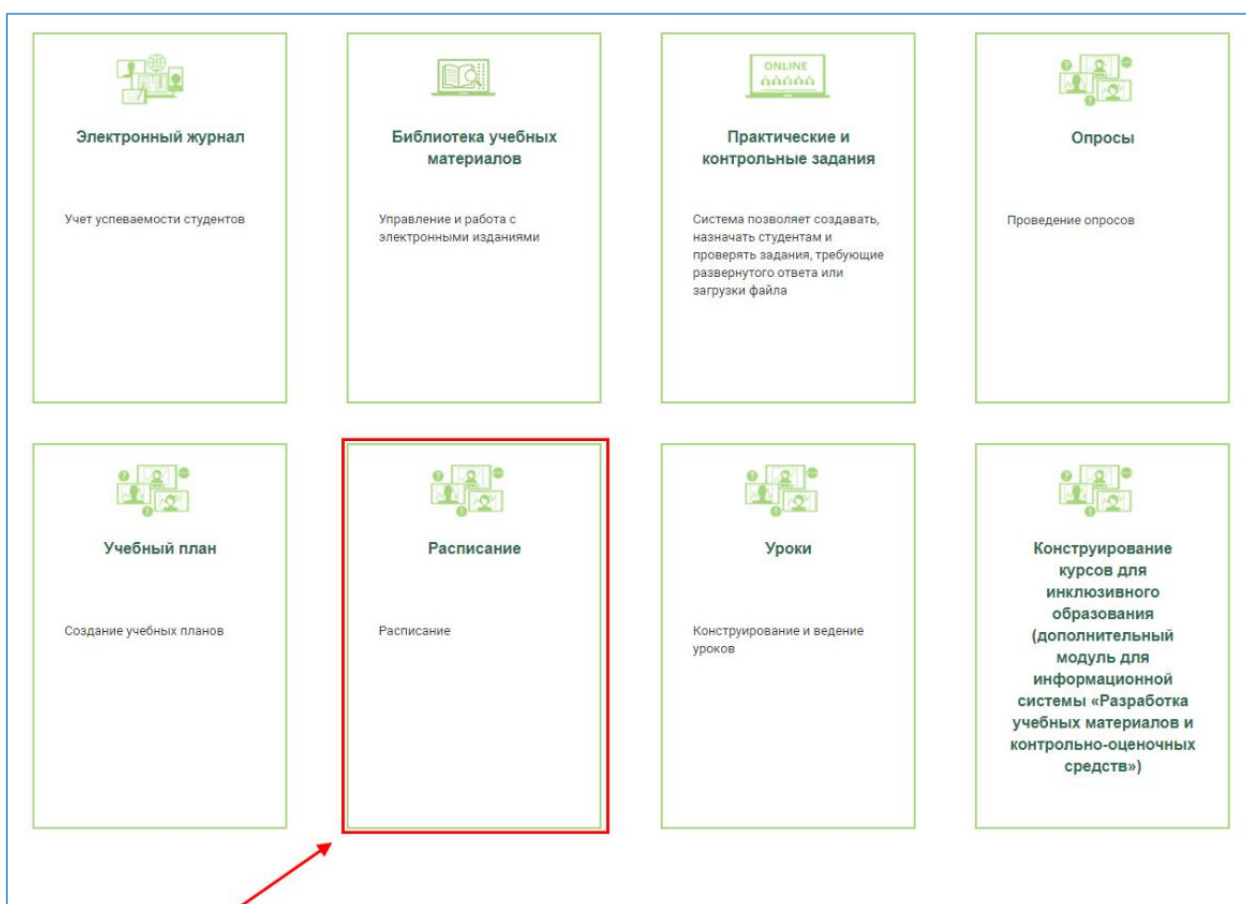 Электронный журнал
Учет успеваемости студентов
Библиотека учебных
материалов
Управление и работа с
электронными изданиями
ONLINE
Практические и
контрольные задания
Система позволяет создавать,
назначать студентам и
проверять задания, требующие
развернутого ответа или
загрузки файла
Опросы
Проведение опросов
Учебный план
Создание учебных планов
Расписание
Расписание
Уроки
Конструирование и ведение
уроков
Конструирование
курсов для
инклюзивного
образования
(дополнительный
модуль для
информационной
системы «Разработка
учебных материалов и
контрольно-оценочных
средств»)